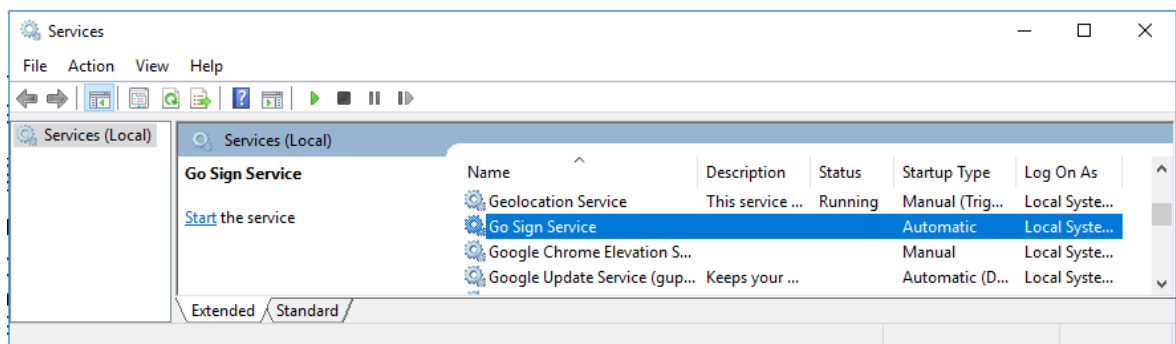 Services
File Action View Help
Services (Local)
Services (Local)
Go Sign Service
Start the service
Name Description Status Startup Type Log On As
Geolocation Service This service ... Running Manual (Trig... Local Syste...
Go Sign Service Automatic Local Syste...
Google Chrome Elevation S... Manual Local Syste...
Google Update Service (gup... Keeps your ... Automatic (D... Local Syste...
Extended Standard